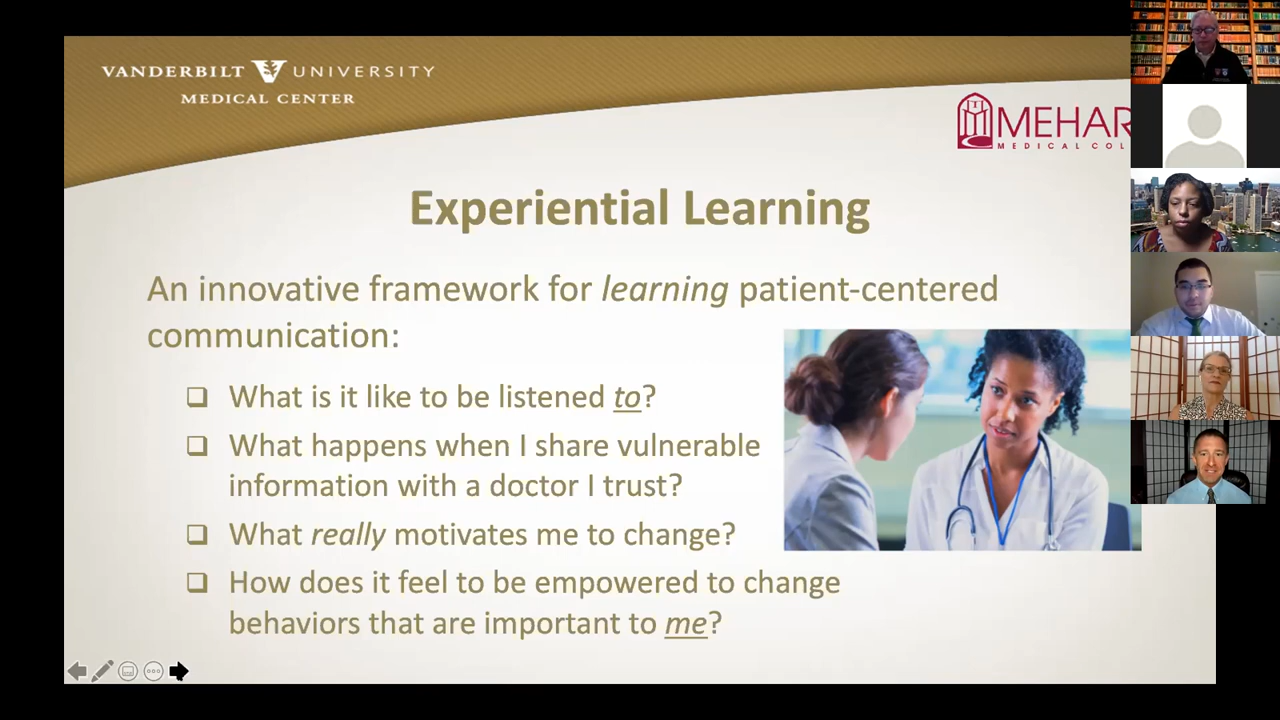 VANDERBILT UNIVERSITY
MEDICAL CENTER
MEHAR
MEDICAL COL
Experiential Learning
An innovative framework for learning patient-centered
communication:
What is it like to be listened to?
What happens when I share vulnerable
information with a doctor I trust?
What really motivates me to change?
How does it feel to be empowered to change
behaviors that are important to me?